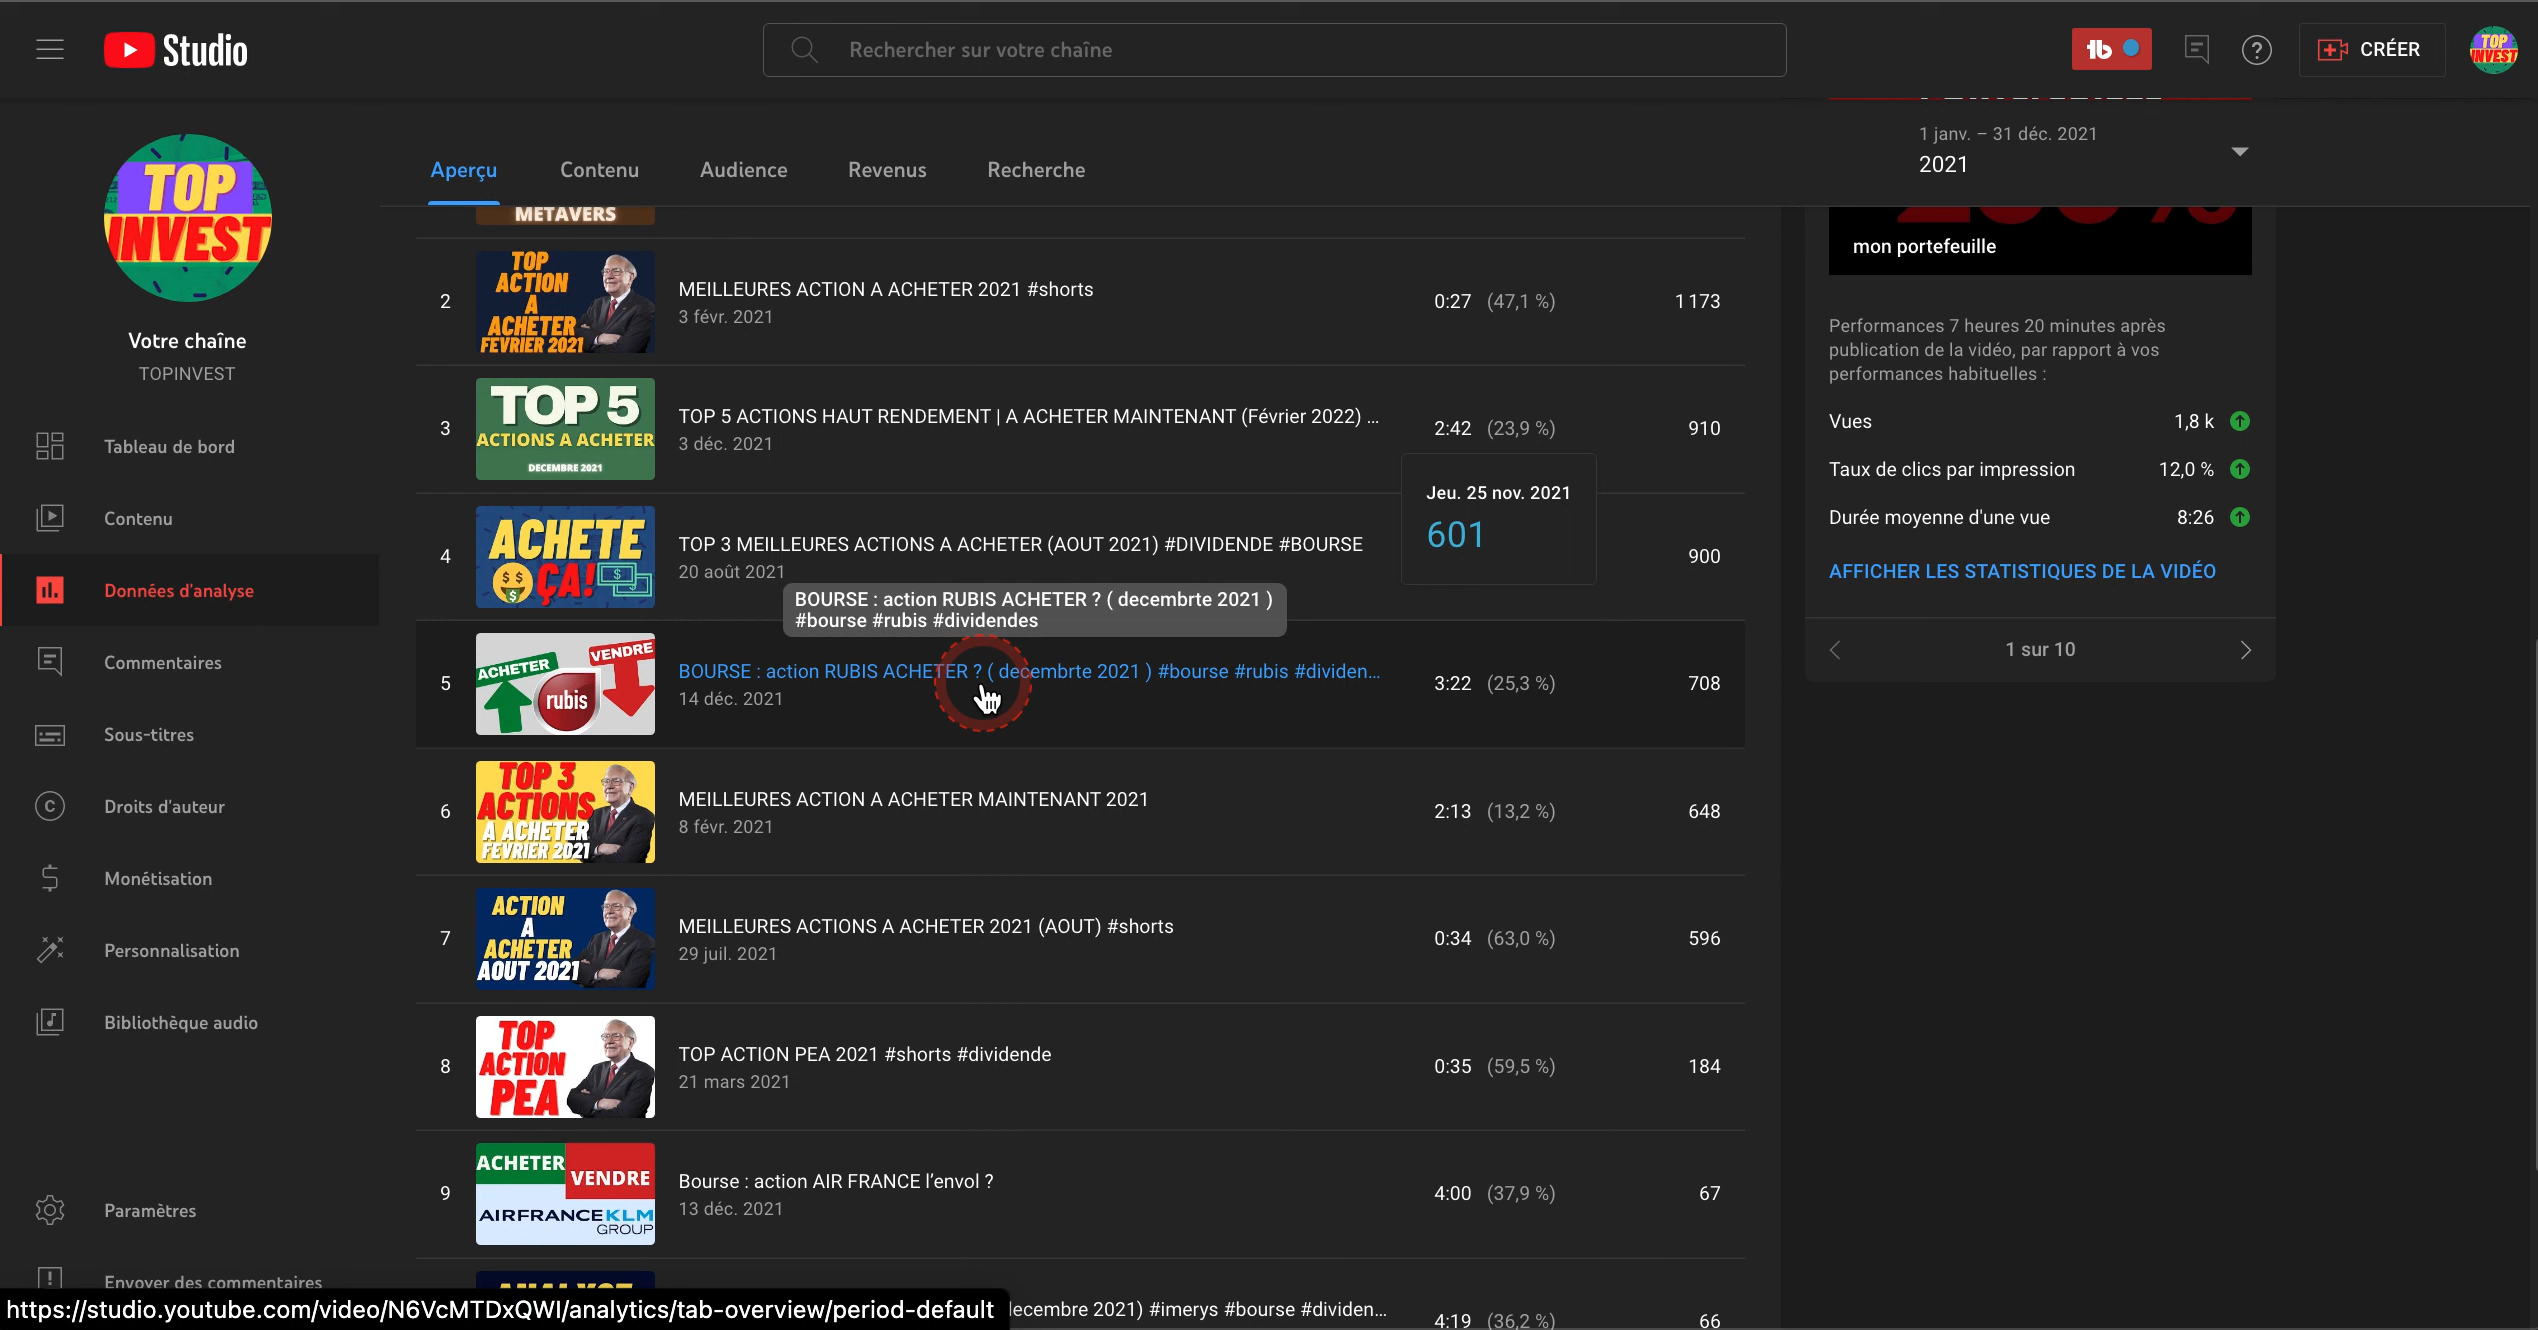 Studio
Rechercher sur votre chaîne
CRÉER
TOP
INVEST
TOP
INVEST
Votre chaîne
TOPINVEST
Tableau de bord
Contenu
Données d'analyse
Commentaires
Sous-titres
Droits d'auteur
Monétisation
Personnalisation
Bibliothèque audio
Paramètres
Envoyer des commentaires
Aperçu
Contenu
Audience
Revenus
Recherche
1 janv. – 31 déc. 2021
2021
METAVERS
2
TOP
ACTION
A
ACHETER
FEVRIER 2021
MEILLEURES ACTION A ACHETER 2021 #shorts
3 févr. 2021
0:27 (47,1 %)
1 173
3
TOP 5
ACTIONS A ACHETER
DECEMBRE 2021
TOP 5 ACTIONS HAUT RENDEMENT | A ACHETER MAINTENANT (Février 2022) ...
3 déc. 2021
2:42 (23,9 %)
910
Jeu. 25 nov. 2021
601
4
ACHETE
ÇA!
TOP 3 MEILLEURES ACTIONS A ACHETER (AOUT 2021) #DIVIDENDE #BOURSE
20 août 2021
900
BOURSE : action RUBIS ACHETER ? ( decembrte 2021 )
#bourse #rubis #dividendes
5
ACHETER
VENDRE
rubis
BOURSE : action RUBIS ACHETER ? ( decembrte 2021 ) #bourse #rubis #dividen...
14 déc. 2021
3:22 (25,3 %)
708
6
TOP 3
ACTIONS
A ACHETER
FEVRIER 2021
MEILLEURES ACTION A ACHETER MAINTENANT 2021
8 févr. 2021
2:13 (13,2 %)
648
7
ACTION
A
ACHETER
AOUT 2021
MEILLEURES ACTIONS A ACHETER 2021 (AOUT) #shorts
29 juil. 2021
0:34 (63,0 %)
596
8
TOP
ACTION
PEA
TOP ACTION PEA 2021 #shorts #dividende
21 mars 2021
0:35 (59,5 %)
184
9
ACHETER
VENDRE
AIRFRANCE KLM
GROUP
Bourse : action AIR FRANCE l'envol ?
13 déc. 2021
4:00 (37,9 %)
67
ecembre 2021) #imerys #bourse #dividen...
4:19 (36,2 %)
66
mon portefeuille
Performances 7 heures 20 minutes après
publication de la vidéo, par rapport à vos
performances habituelles :
Vues 1,8 k
Taux de clics par impression 12,0 %
Durée moyenne d'une vue 8:26
AFFICHER LES STATISTIQUES DE LA VIDÉO
1 sur 10
https://studio.youtube.com/video/N6VcMTDxQWI/analytics/tab-overview/period-default